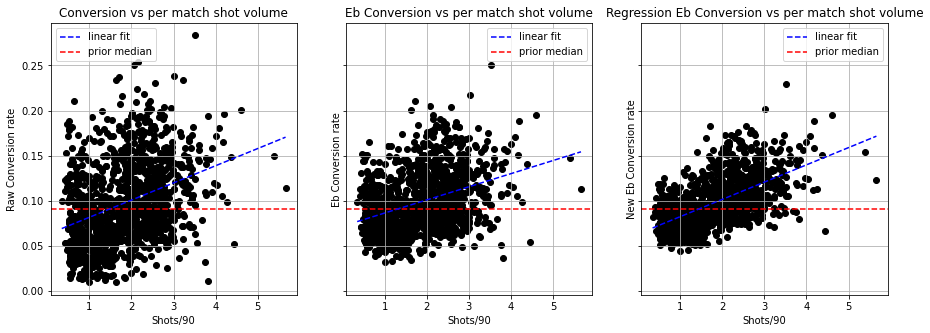 Conversion vs per match shot volume
linear fit
prior median
0.25
0.20
0.15
0.10
0.05
0.00
Raw Conversion rate
1 2 3 4 5
Shots/90
Eb Conversion vs per match shot volume
linear fit
prior median
Eb Conversion rate
1 2 3 4 5
Shots/90
Regression Eb Conversion vs per match shot volume
linear fit
prior median
New Eb Conversion rate
1 2 3 4 5
Shots/90